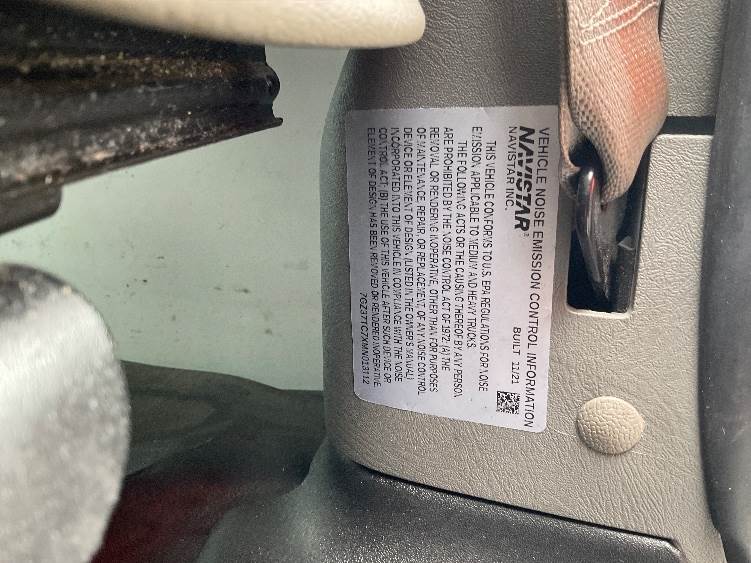 VEHICLE NOISE EMISSION CONTROL INFORMATION
NAVISTAR®
NAVISTAR INC.
BUILT 11/21
THIS VEHICLE CONFORMS TO U.S. EPA REGULATIONS FOR NOISE
EMISSION APPLICABLE TO MEDIUM AND HEAVY TRUCKS.
THE FOLLOWING ACTS OR THE CAUSING THEREOF BY ANY PERSON
ARE PROHIBITED BY THE NOISE CONTROL ACT OF 1972: (A) THE
REMOVAL OR RENDERING INOPERATIVE, OTHER THAN FOR PURPOSES
OF MAINTENANCE, REPAIR, OR REPLACEMENT OF ANY NOISE CONTROL
DEVICE OR ELEMENT OF DESIGN (LISTED IN THE OWNER'S MANUAL)
INCORPORATED INTO THIS VEHICLE IN COMPLIANCE WITH THE NOISE
CONTROL ACT; (B) THE USE OF THIS VEHICLE AFTER SUCH DEVICE OR
ELEMENT OF DESIGN HAS BEEN REMOVED OR RENDERED INOPERATIVE.